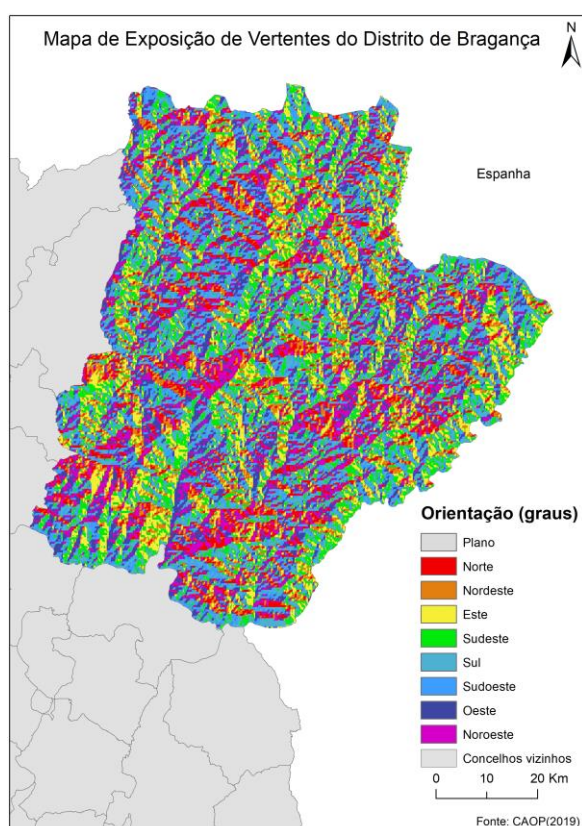 Mapa de Exposição de Vertentes do Distrito de Bragança
N
Espanha
Orientação (graus)
Plano
Norte
Nordeste
Este
Sudeste
Sul
Sudoeste
Oeste
Noroeste
Concelhos vizinhos
0 10 20 Km
Fonte: CAOP(2019)